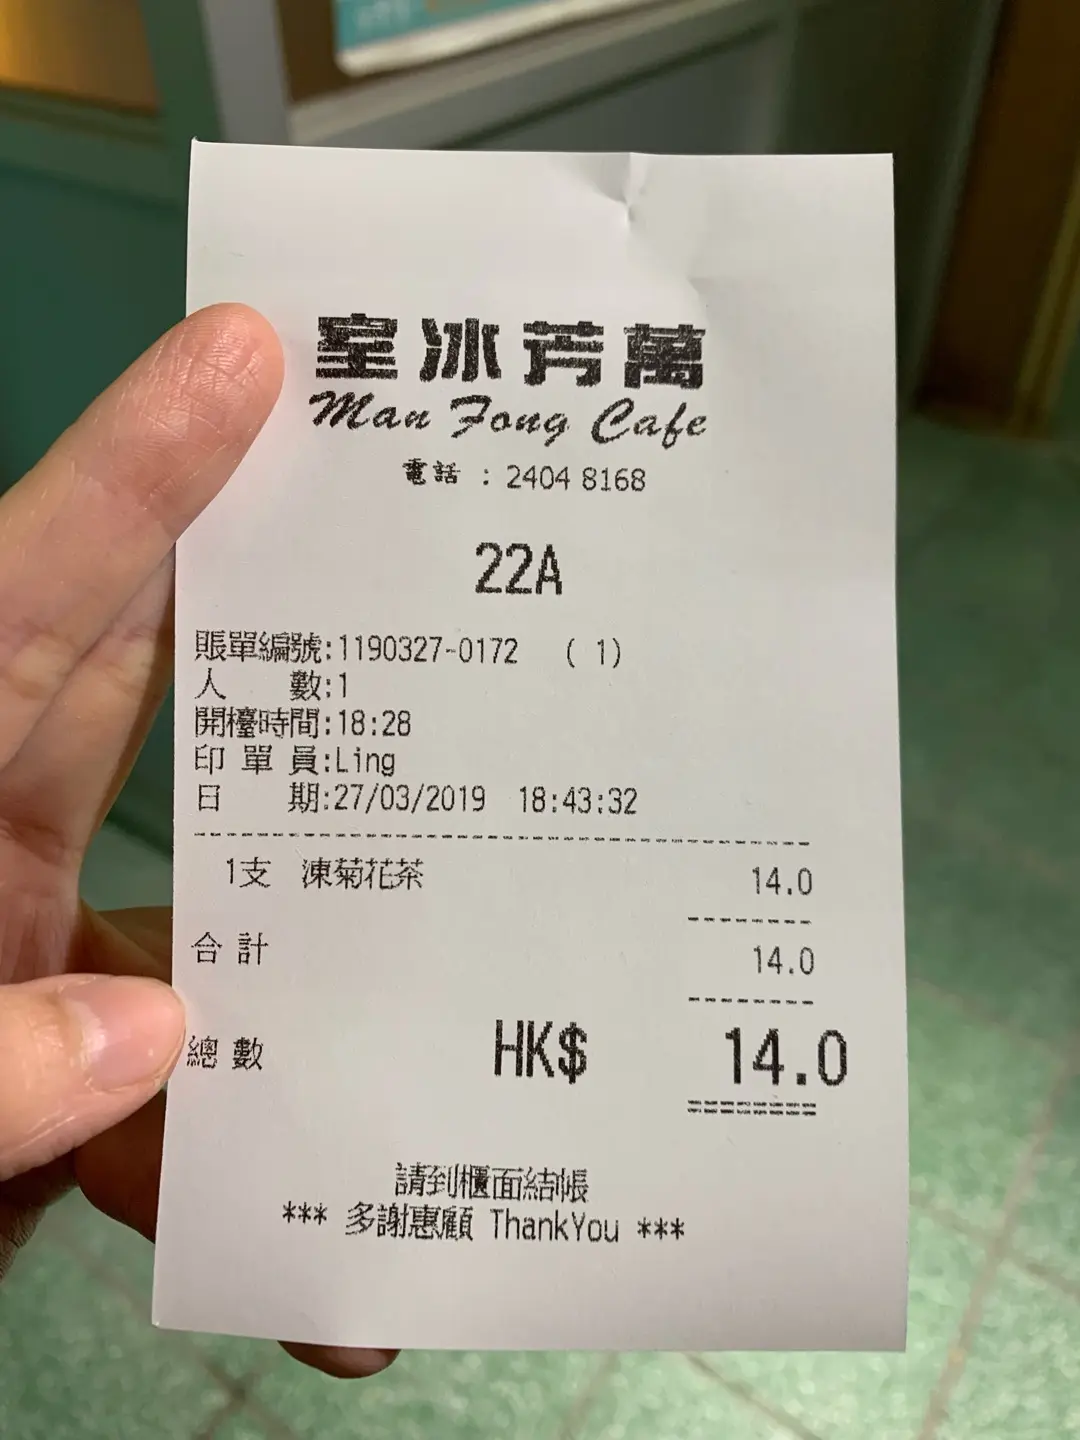 室冰芳萬
Man Fong Cafe
電話 : 2404 8168
22A
賬單編號:1190327-0172 ( 1)
人 數:1
開檯時間:18:28
印 單 員:Ling
日 期:27/03/2019 18:43:32
1支 凍菊花茶 14.0
合 計 14.0
總 數 HK$ 14.0
請到櫃面結帳
*** 多謝惠顧 ThankYou ***